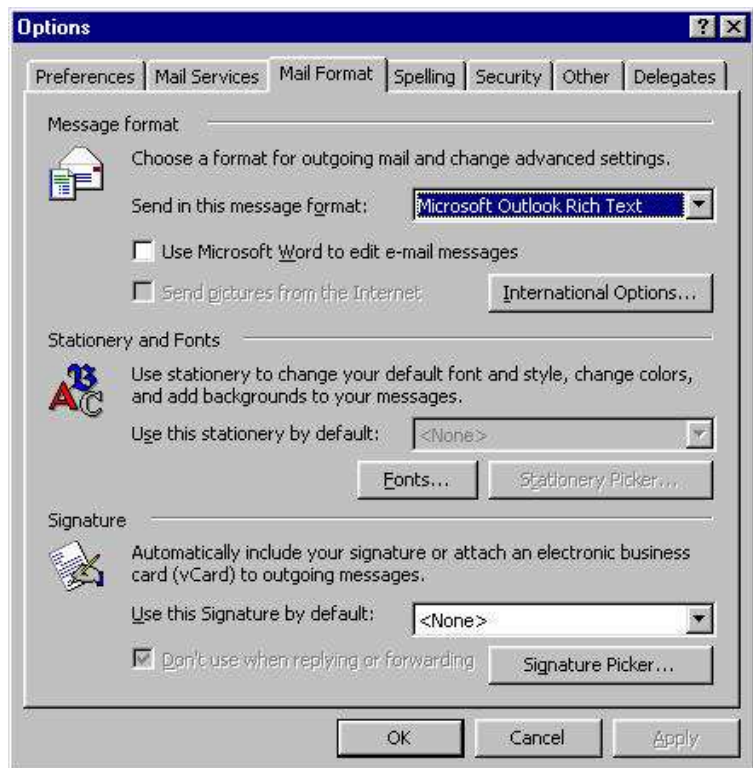 Options
Preferences Mail Services Mail Format Spelling Security Other Delegates
Message format
Choose a format for outgoing mail and change advanced settings.
Send in this message format: Microsoft Outlook Rich Text
Use Microsoft Word to edit e-mail messages
Send pictures from the Internet International Options...
Stationery and Fonts
Use stationery to change your default font and style, change colors,
and add backgrounds to your messages.
Use this stationery by default: <None>
Fonts... Stationery Picker...
Signature
Automatically include your signature or attach an electronic business
card (vCard) to outgoing messages.
Use this Signature by default: <None>
Don't use when replying or forwarding Signature Picker...
OK Cancel Apply